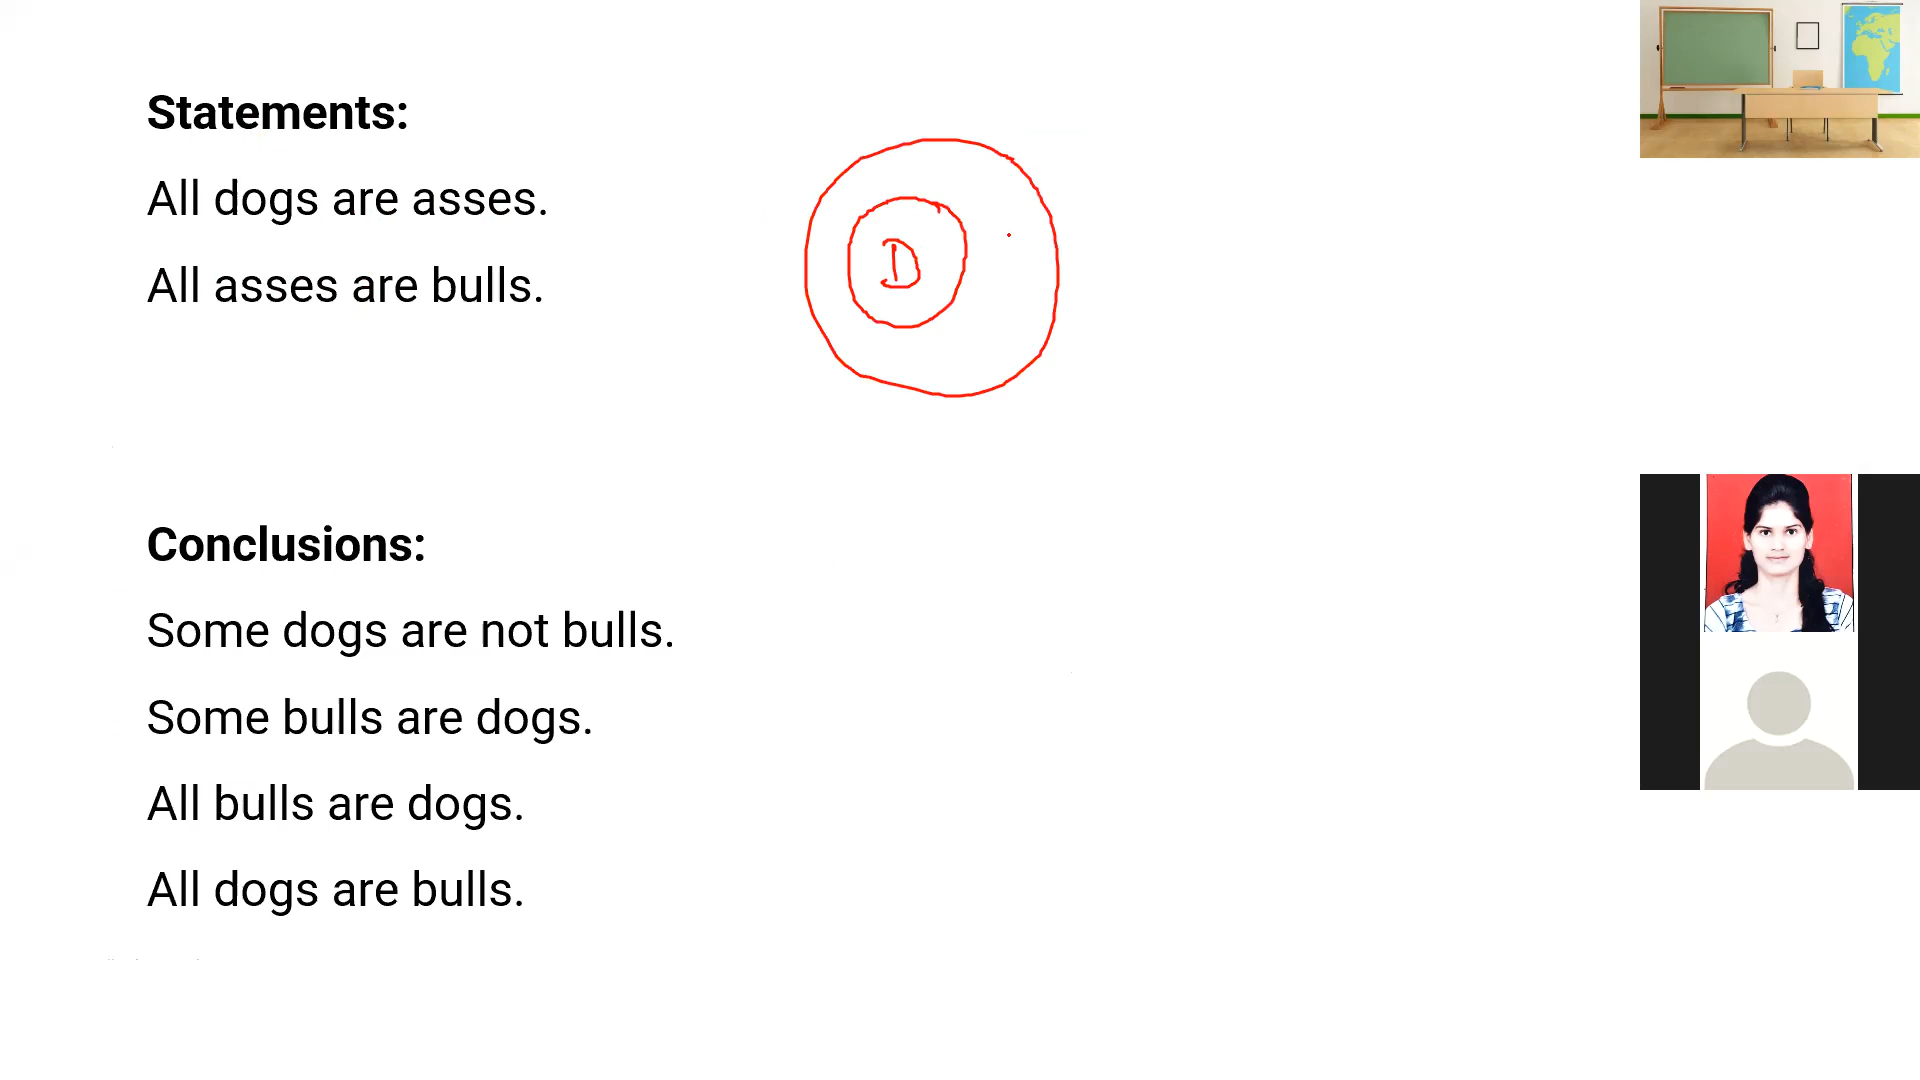 Statements:
All dogs are asses.
D
All asses are bulls.
Conclusions:
Some dogs are not bulls.
Some bulls are dogs.
All bulls are dogs.
All dogs are bulls.